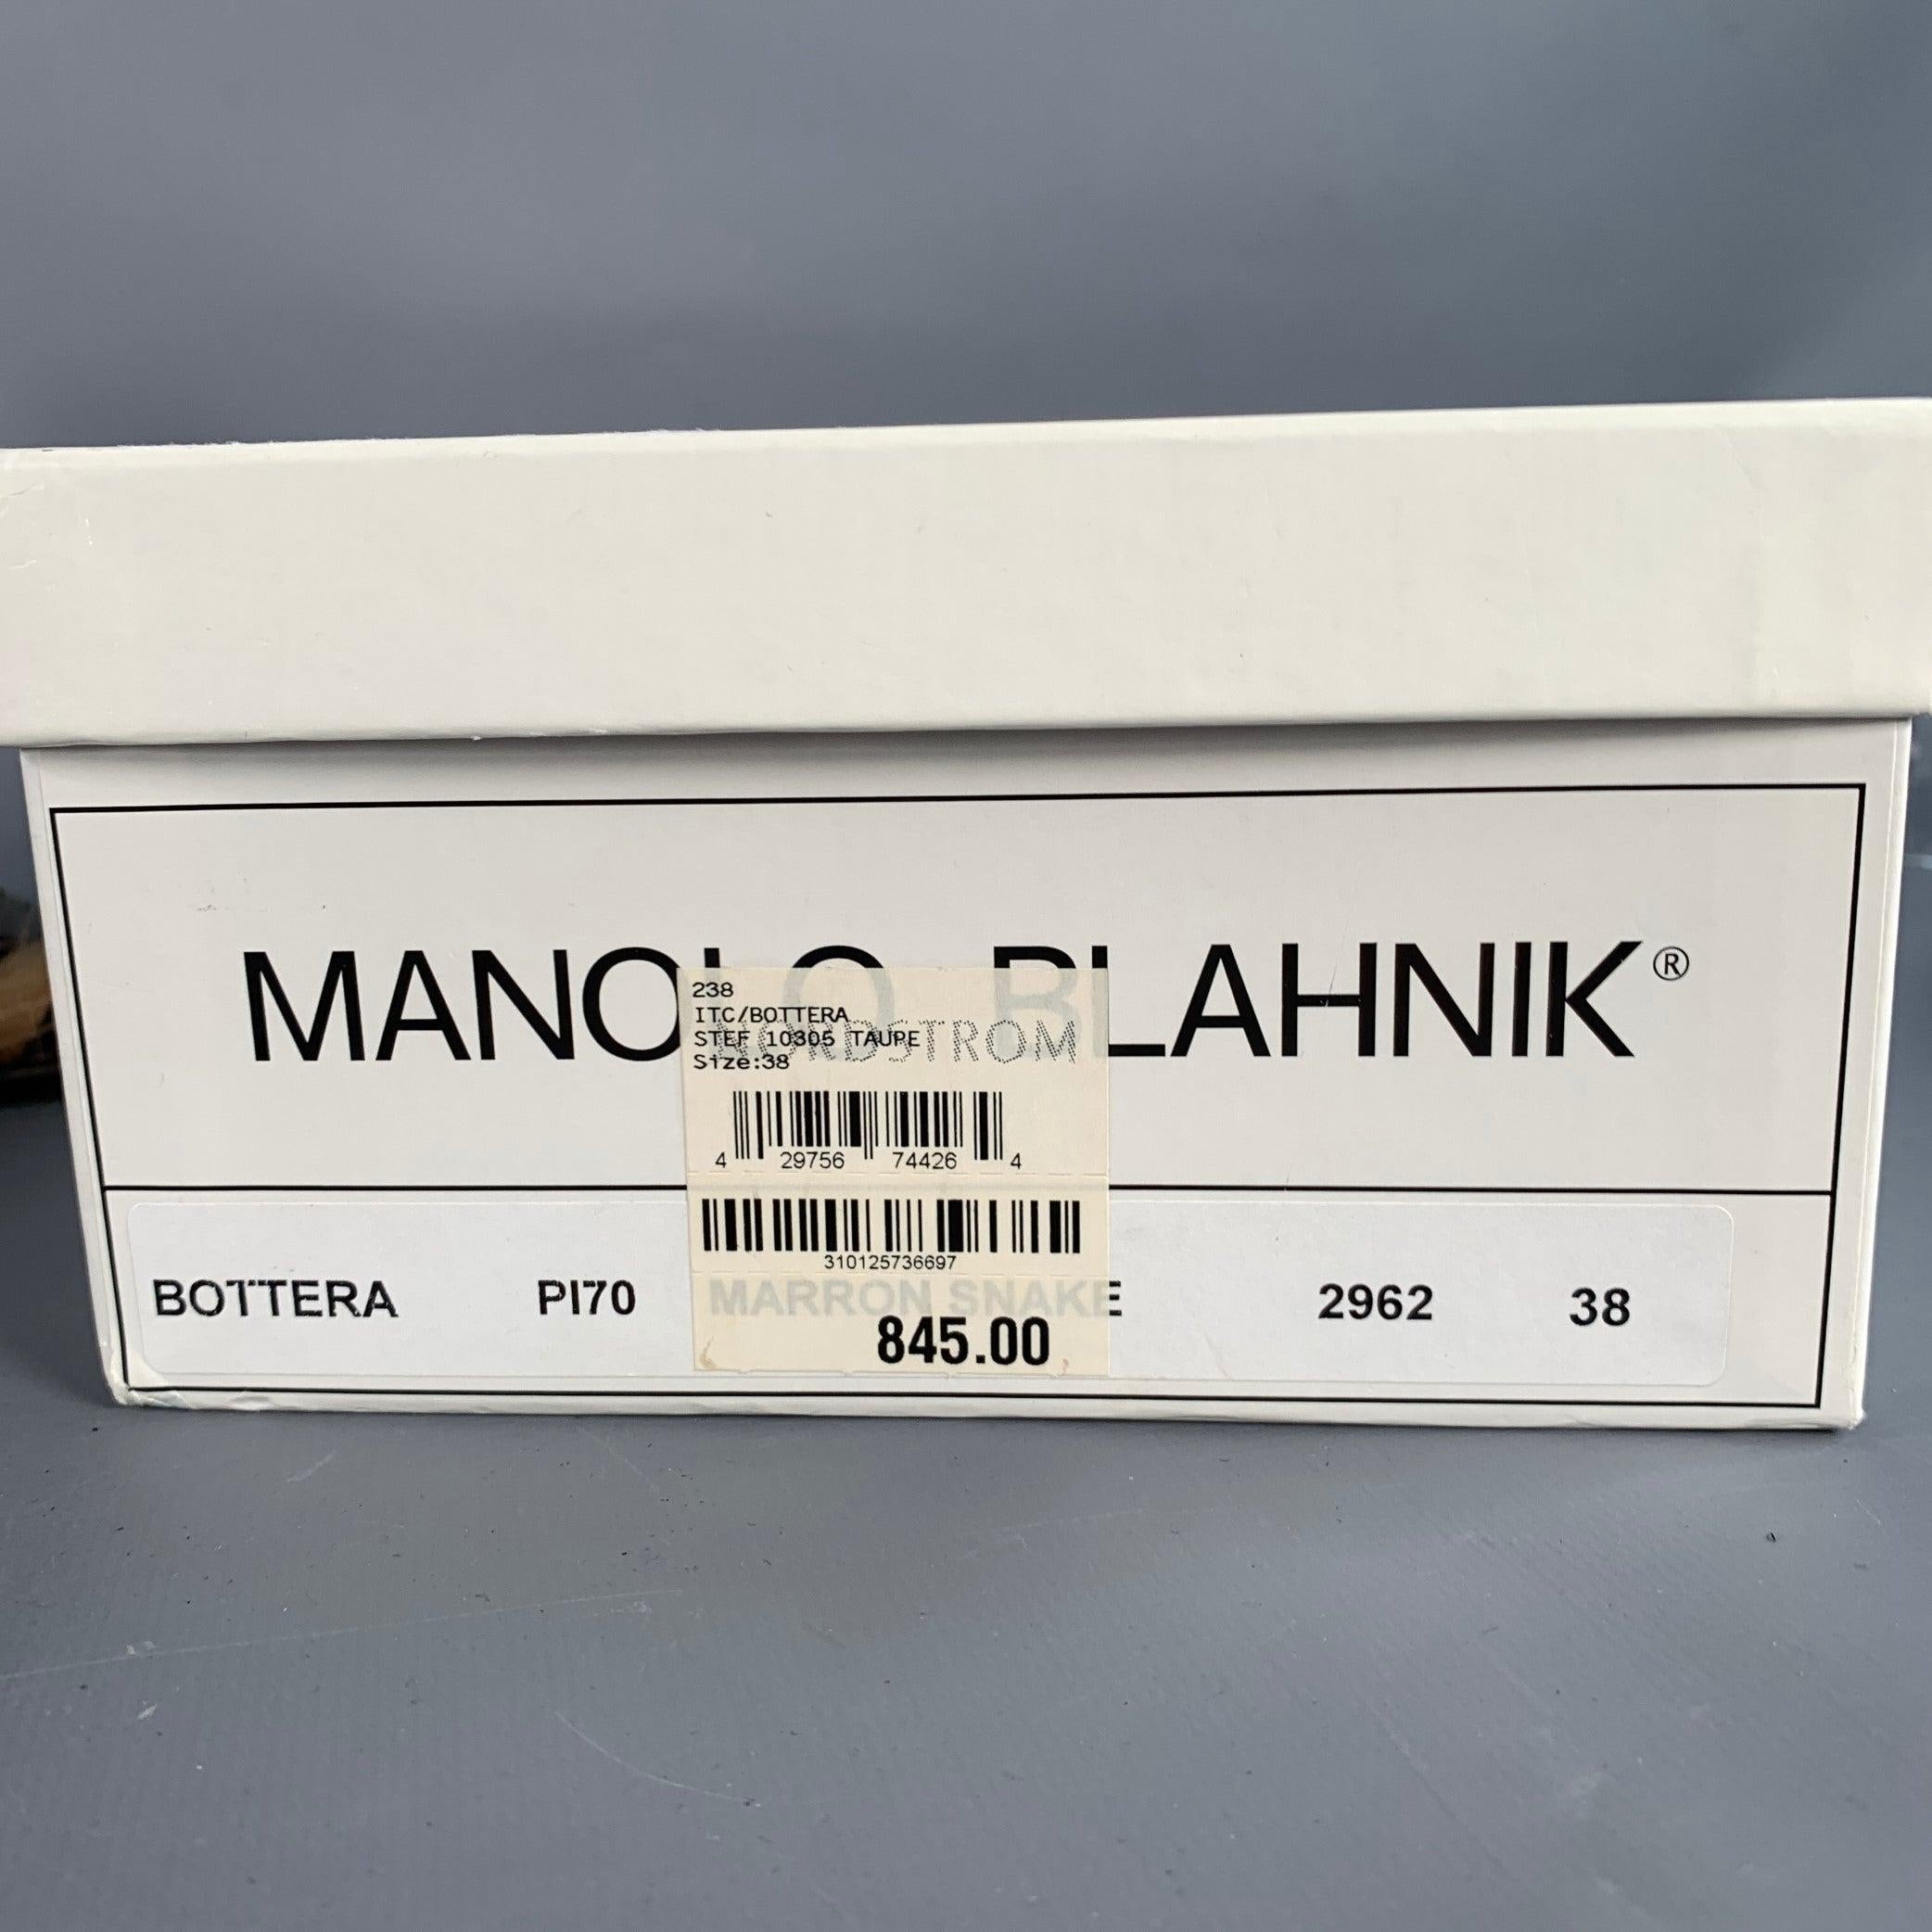 MANOLO BLAHNIK®
238
ITC/BOTTERA
NORDSTROM
STEF 10305 TAUPE
Size:38
4 29756 74426 4
310125736697
BOTTERA PI70 MARRON SNAKE 2962 38
845.00